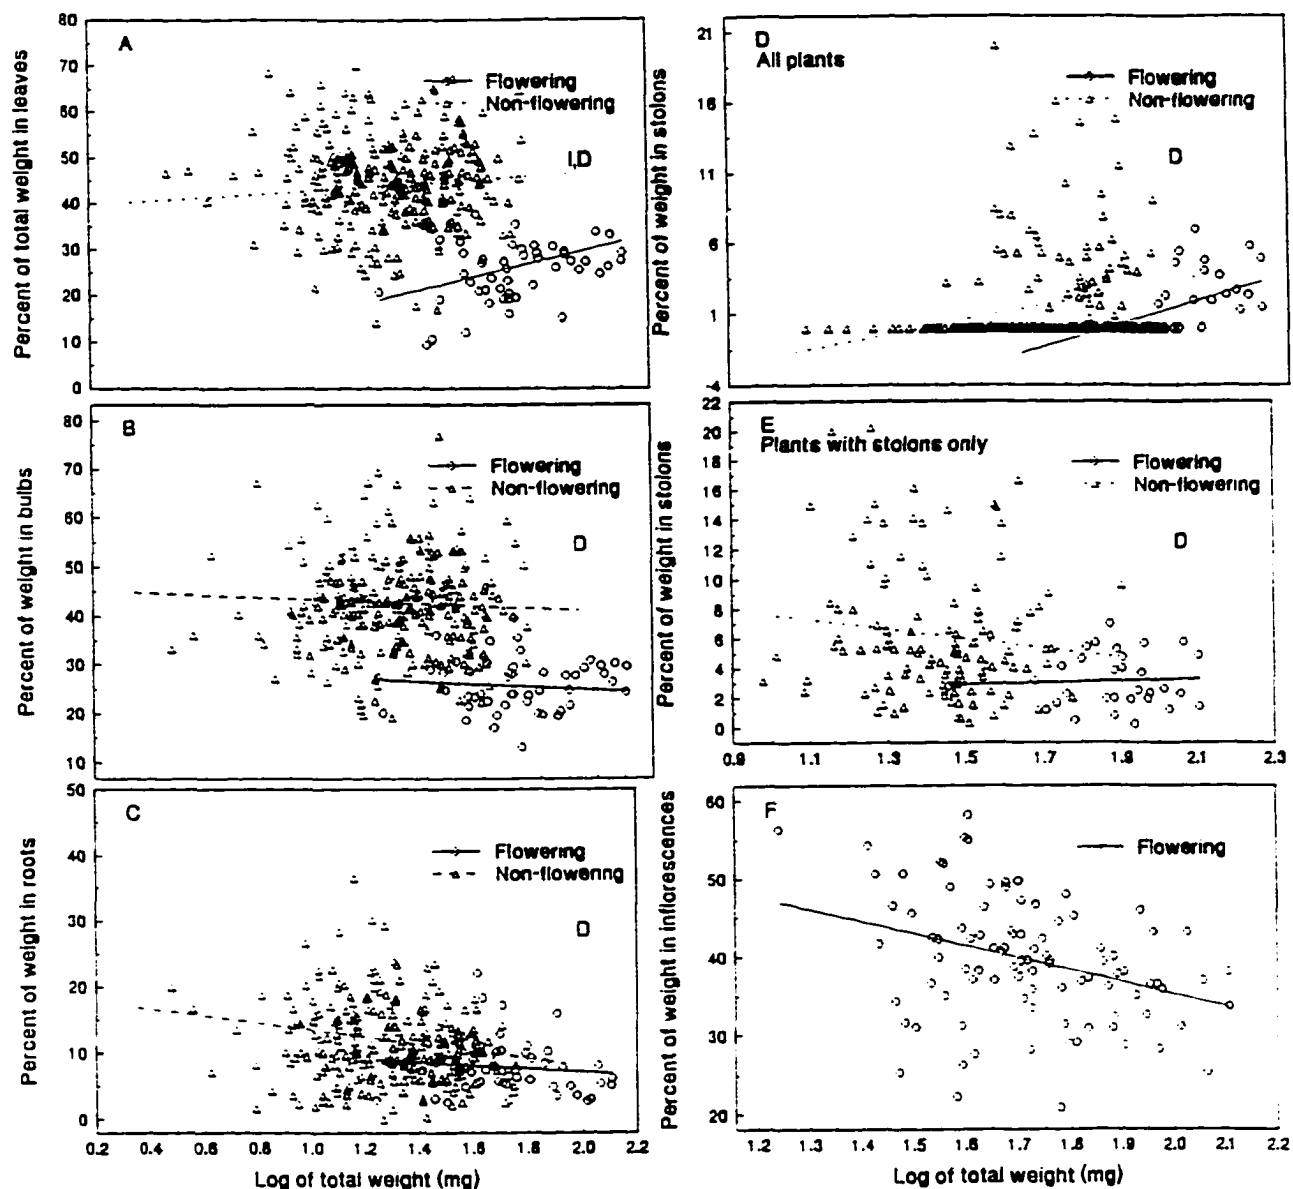 A
Flowering
Non-flowering
I,D
Percent of total weight in leaves
80
70
60
50
40
30
20
10
0
B
Flowering
Non-flowering
D
Percent of weight in bulbs
80
70
60
50
40
30
20
10
C
Flowering
Non-flowering
D
Percent of weight in roots
50
40
30
20
10
0
0.2 0.6 1.0 1.4 1.8 2.2 2.6
Log of total weight (mg)
D
All plants
Flowering
Non-flowering
D
Percent of weight in stolons
21
16
11
6
1
-4
E
Plants with stolons only
Flowering
Non-flowering
D
Percent of weight in stolons
22
20
18
16
14
12
10
8
6
4
2
0
0.9 1.1 1.3 1.5 1.7 1.9 2.1 2.3
F
Flowering
Percent of weight in inflorescences
60
50
40
30
20
1.2 1.3 1.4 1.5 1.6 1.7 1.8 1.9 2.0 2.1 2.2
Log of total weight (mg)